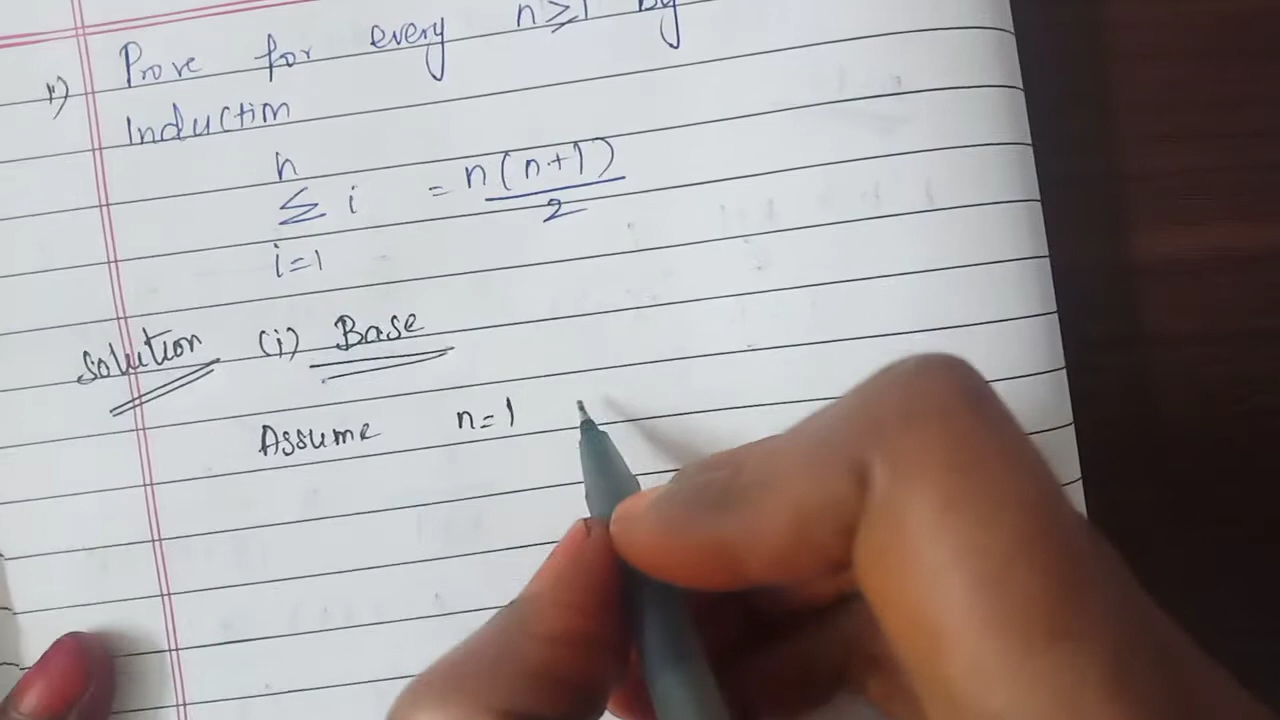 1) Prove for every n≥1 by
Induction
n
∑ i = n(n+1)
2
i=1
Solution (i) Base
Assume n=1